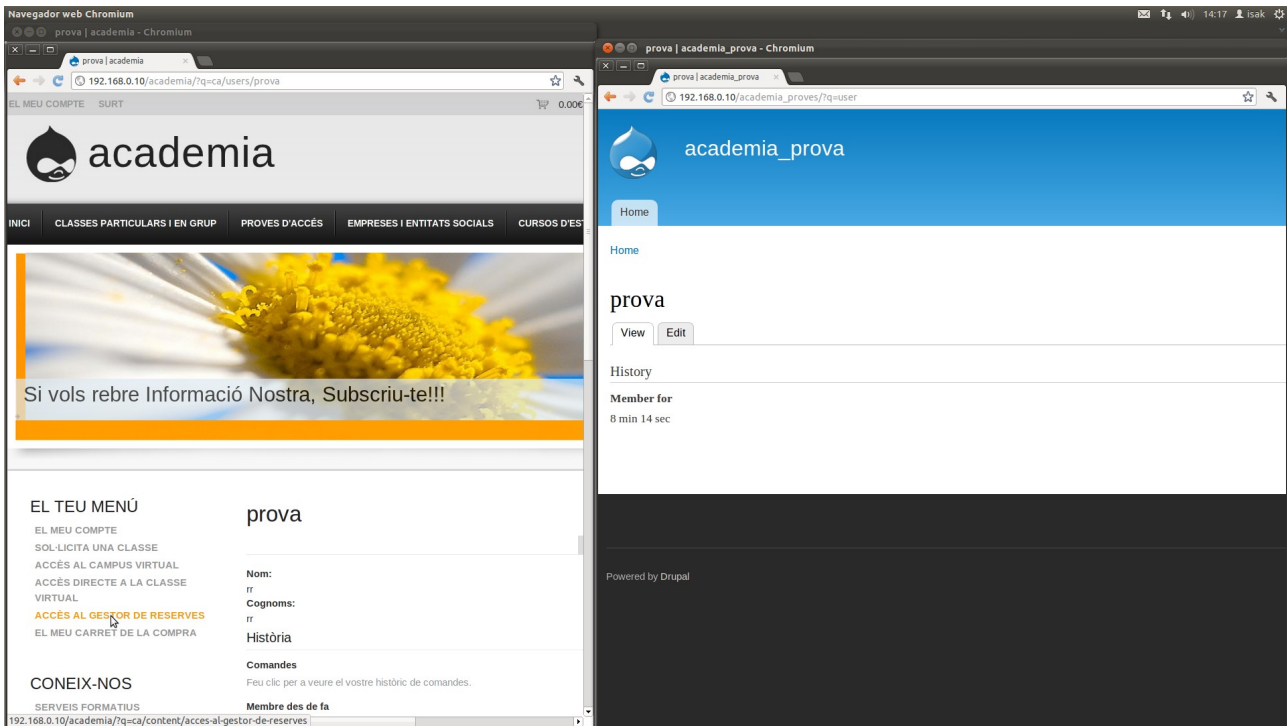 Navegador web Chromium
14:17 isak
prova | academia - Chromium
prova | academia
192.168.0.10/academia/?q=ca/users/prova
EL MEU COMPTE SURT
0.00€
academia
INICI CLASSES PARTICULARS I EN GRUP PROVES D'ACCÉS EMPRESES I ENTITATS SOCIALS CURSOS D'ES
Si vols rebre Informació Nostra, Subscriu-te!!!
EL TEU MENÚ
EL MEU COMPTE
SOL·LICITA UNA CLASSE
ACCÈS AL CAMPUS VIRTUAL
ACCÈS DIRECTE A LA CLASSE
VIRTUAL
ACCÈS AL GESTOR DE RESERVES
EL MEU CARRET DE LA COMPRA
CONEIX-NOS
SERVEIS FORMATIUS
prova
Nom:
rr
Cognoms:
rr
Història
Comandes
Feu clic per a veure el vostre històric de comandes.
Membre des de fa
192.168.0.10/academia/?q=ca/content/acces-al-gestor-de-reserves
prova | academia_prova - Chromium
prova | academia_prova
192.168.0.10/academia_proves/?q=user
academia_prova
Home
Home
prova
View Edit
History
Member for
8 min 14 sec
Powered by Drupal